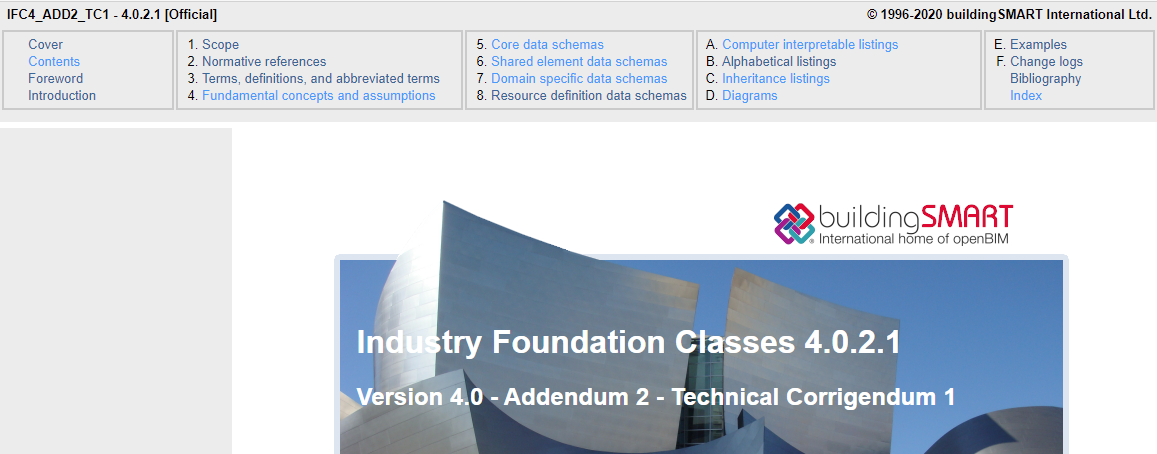 IFC4_ADD2_TC1 - 4.0.2.1 [Official]
© 1996-2020 buildingSMART International Ltd.
Cover
Contents
Foreword
Introduction
1. Scope
2. Normative references
3. Terms, definitions, and abbreviated terms
4. Fundamental concepts and assumptions
5. Core data schemas
6. Shared element data schemas
7. Domain specific data schemas
8. Resource definition data schemas
A. Computer interpretable listings
B. Alphabetical listings
C. Inheritance listings
D. Diagrams
E. Examples
F. Change logs
Bibliography
Index
buildingSMART
®
International home of openBIM
Industry Foundation Classes 4.0.2.1
Version 4.0 - Addendum 2 - Technical Corrigendum 1